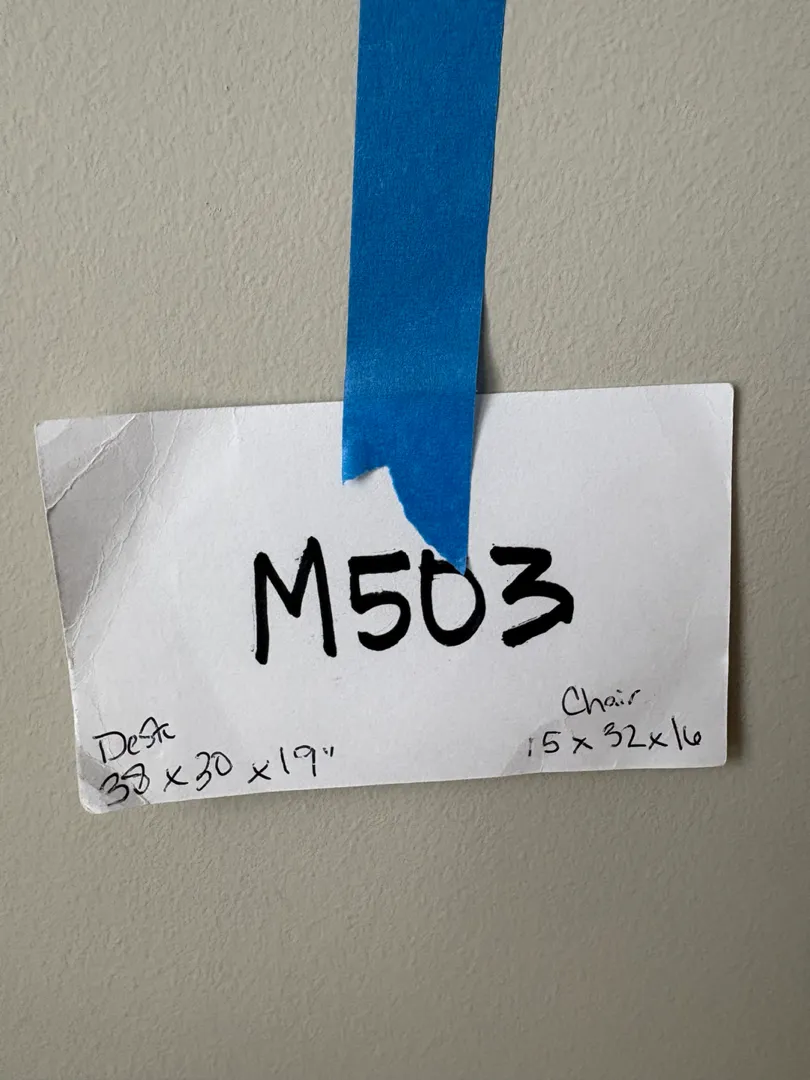 M503
Desk
38 x 30 x 19"
Chair
15 x 32 x 16